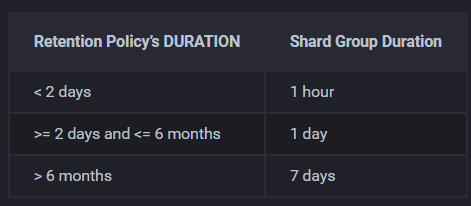 Retention Policy's DURATION Shard Group Duration
< 2 days 1 hour
>= 2 days and <= 6 months 1 day
> 6 months 7 days